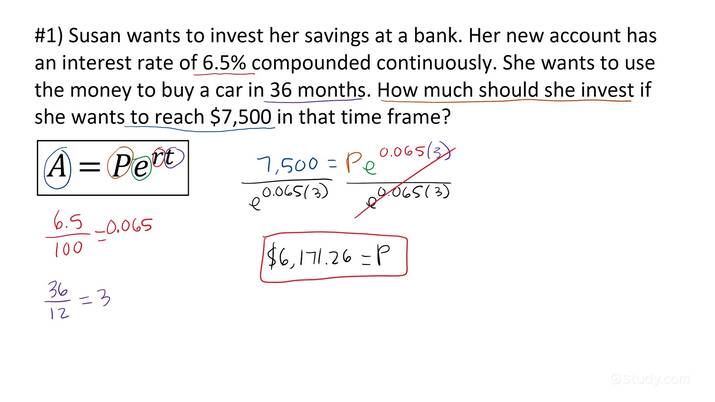 #1) Susan wants to invest her savings at a bank. Her new account has
an interest rate of 6.5% compounded continuously. She wants to use
the money to buy a car in 36 months. How much should she invest if
she wants to reach $7,500 in that time frame?
A = Pe^rt
6.5/100 = 0.065
36/12 = 3
7,500 = Pe^0.065(3)
e^0.065(3) e^0.065(3)
$6,171.26 = P
©Study.com